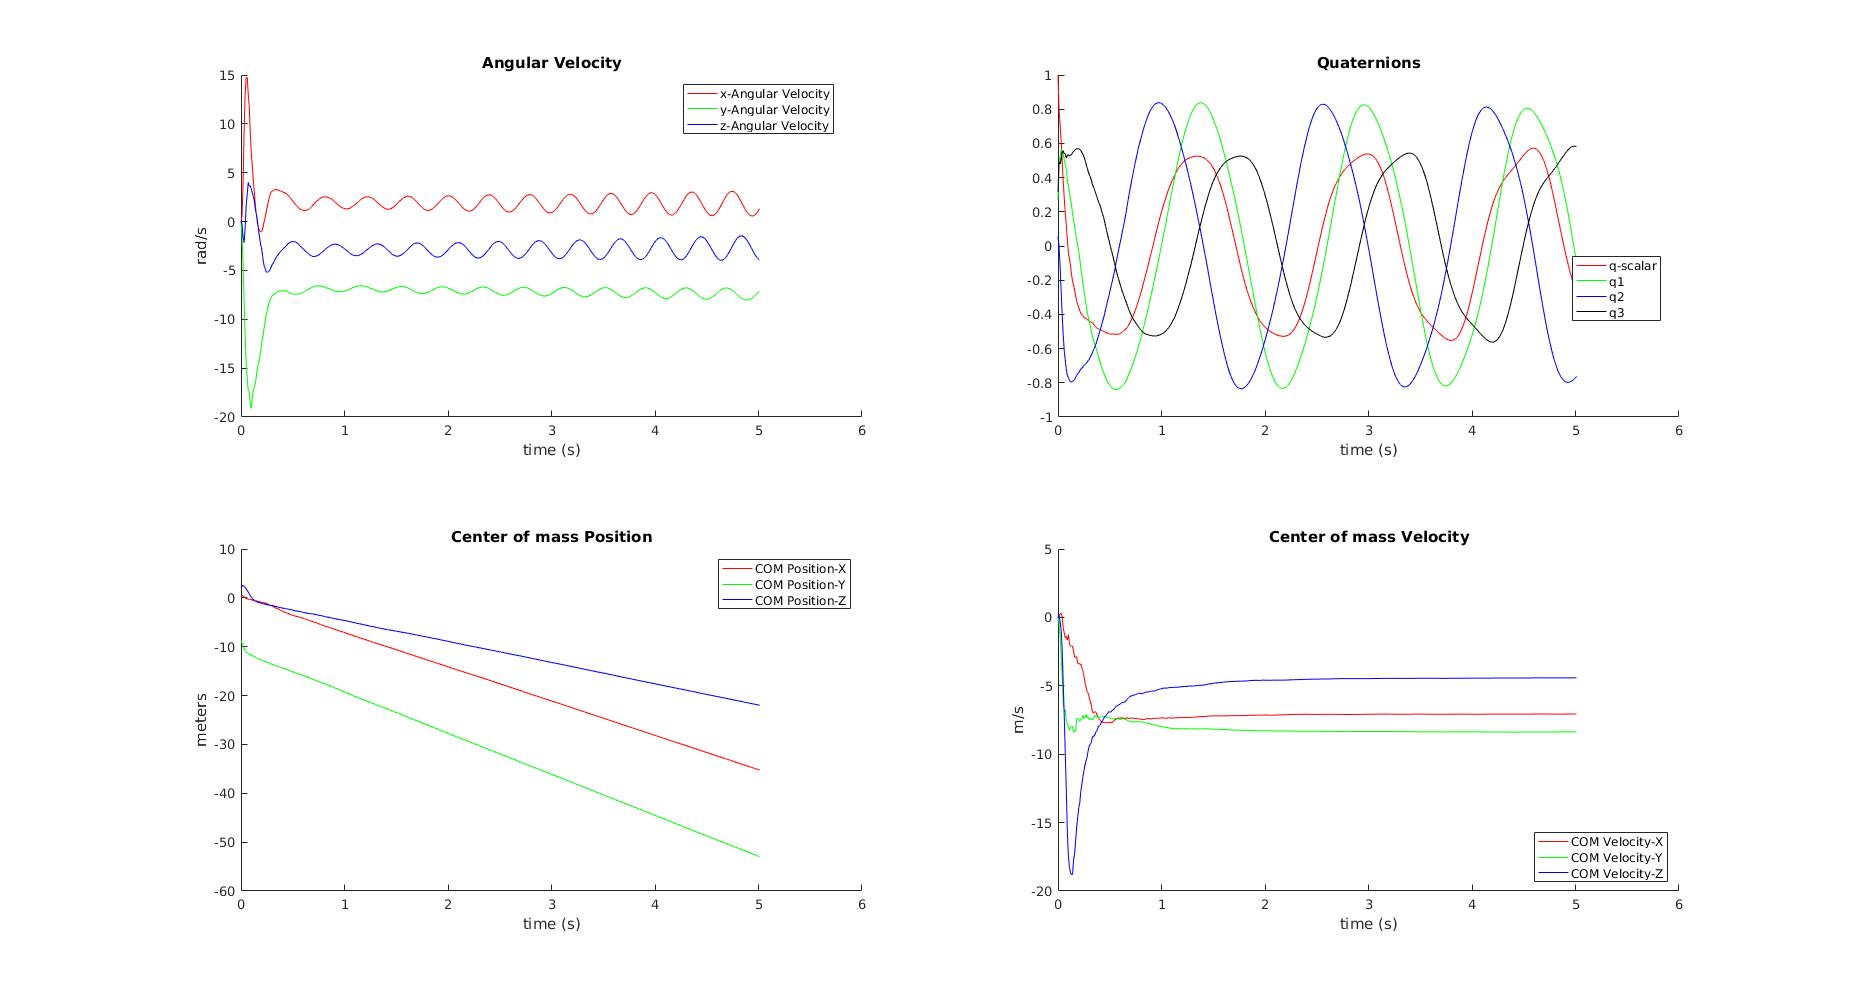 Angular Velocity
15
10
5
0
-5
-10
-15
-20
rad/s
x-Angular Velocity
y-Angular Velocity
z-Angular Velocity
0 1 2 3 4 5 6
time (s)
Quaternions
1
0.8
0.6
0.4
0.2
0
-0.2
-0.4
-0.6
-0.8
-1
q-scalar
q1
q2
q3
0 1 2 3 4 5 6
time (s)
Center of mass Position
10
0
-10
-20
-30
-40
-50
-60
meters
COM Position-X
COM Position-Y
COM Position-Z
0 1 2 3 4 5 6
time (s)
Center of mass Velocity
5
0
-5
-10
-15
-20
m/s
COM Velocity-X
COM Velocity-Y
COM Velocity-Z
0 1 2 3 4 5 6
time (s)